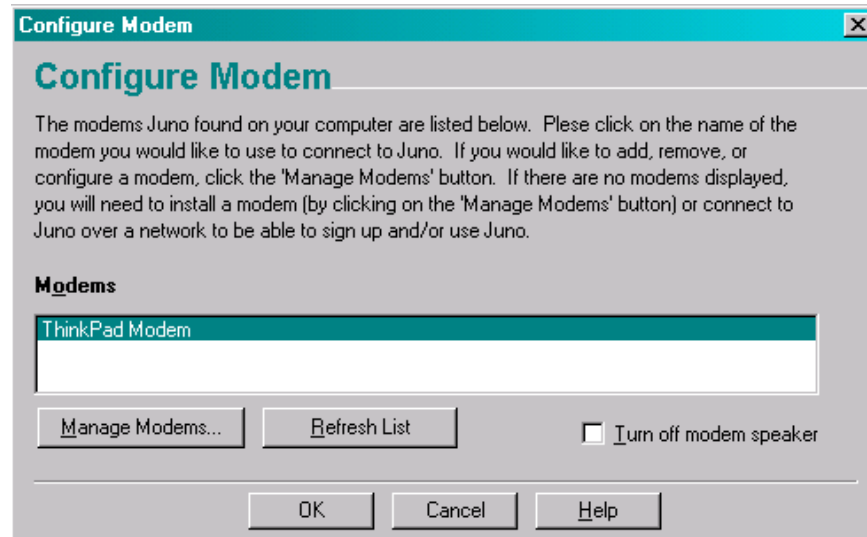 Configure Modem
Configure Modem
The modems Juno found on your computer are listed below.  Plese click on the name of the
modem you would like to use to connect to Juno.  If you would like to add, remove, or
configure a modem, click the 'Manage Modems' button.  If there are no modems displayed,
you will need to install a modem (by clicking on the 'Manage Modems' button) or connect to
Juno over a network to be able to sign up and/or use Juno.
Modems
ThinkPad Modem
Manage Modems... Refresh List Turn off modem speaker
OK Cancel Help